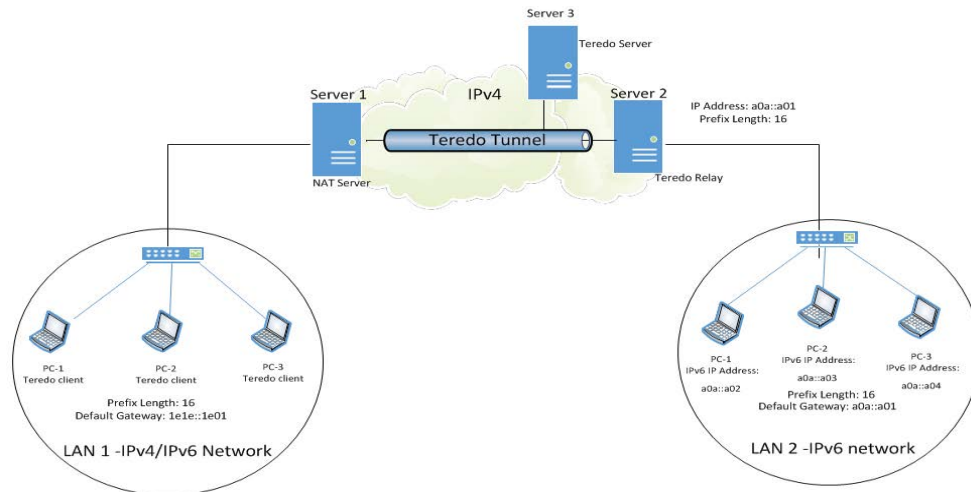 Server 3
Teredo Server
Server 1
IPv4
Server 2
IP Address: a0a::a01
Prefix Length: 16
Teredo Tunnel
NAT Server
Teredo Relay
PC-1
Teredo client
PC-2
Teredo client
PC-3
Teredo client
Prefix Length: 16
Default Gateway: 1e1e::1e01
LAN 1 -IPv4/IPv6 Network
PC-1
IPv6 IP Address:
a0a::a02
PC-2
IPv6 IP Address:
a0a::a03
PC-3
IPv6 IP Address:
a0a::a04
Prefix Length: 16
Default Gateway: a0a::a01
LAN 2 -IPv6 network